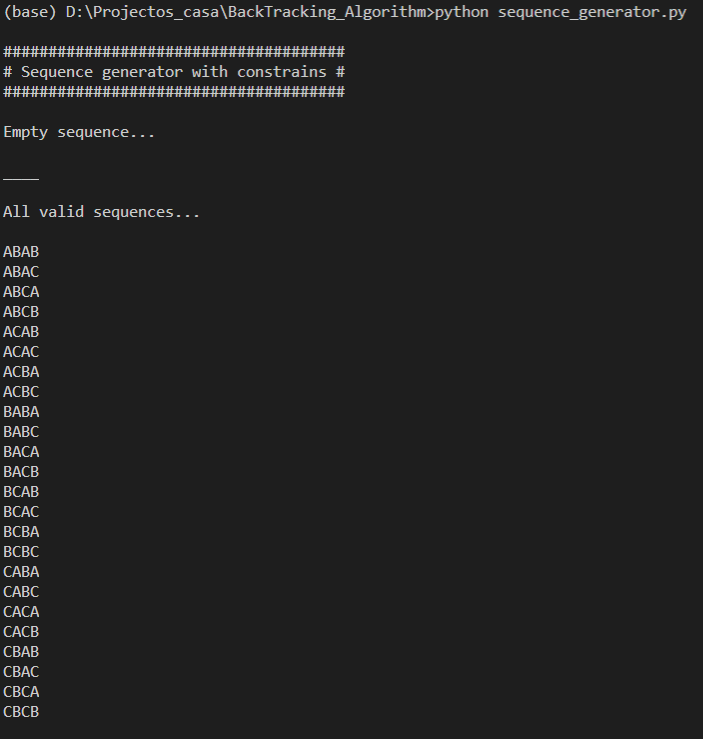 (base) D:\Projectos_casa\BackTracking_Algorithm>python sequence_generator.py
######################################
# Sequence generator with constrains #
######################################
Empty sequence...
____
All valid sequences...
ABAB
ABAC
ABCA
ABCB
ACAB
ACAC
ACBA
ACBC
BABA
BABC
BACA
BACB
BCAB
BCAC
BCBA
BCBC
CABA
CABC
CACA
CACB
CBAB
CBAC
CBCA
CBCB